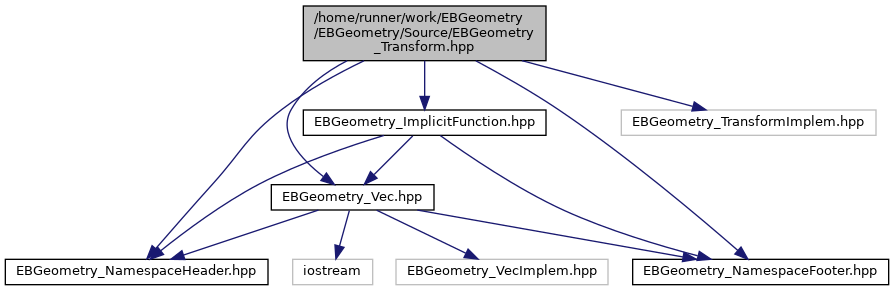 /home/runner/work/EBGeometry
/EBGeometry/Source/EBGeometry
_Transform.hpp
EBGeometry_ImplicitFunction.hpp
EBGeometry_TransformImplem.hpp
EBGeometry_Vec.hpp
EBGeometry_NamespaceHeader.hpp
iostream
EBGeometry_VecImplem.hpp
EBGeometry_NamespaceFooter.hpp